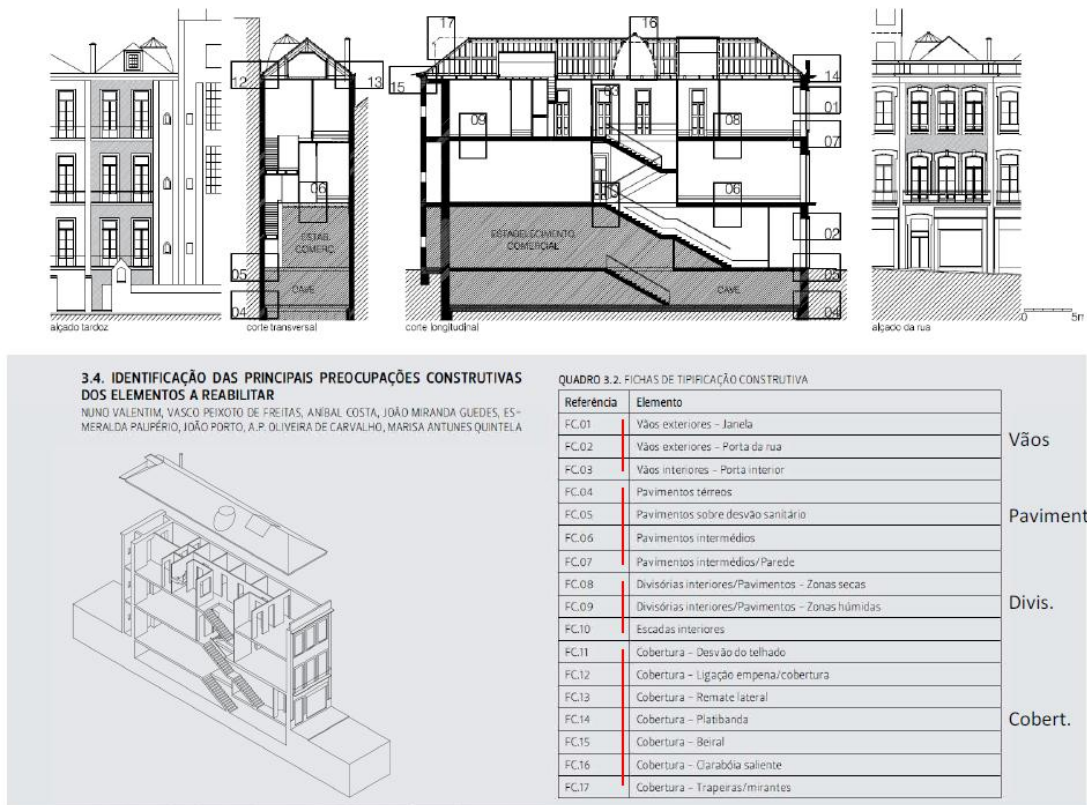 17
16
12
13
15
14
03
01
09
08
07
06
06
ESTAB.
COMERC.
ESTABELECIMENTO
COMERCIAL
02
05
CAVE
CAVE
04
04
alçado tardoz
corte transversal
corte longitudinal
alçado da rua
0
3.4. IDENTIFICAÇÃO DAS PRINCIPAIS PREOCUPAÇÕES CONSTRUTIVAS
DOS ELEMENTOS A REABILITAR
NUNO VALENTIM, VASCO PEIXOTO DE FREITAS, ANÍBAL COSTA, JOÃO MIRANDA GUEDES, ES-
MERALDA PAUPÉRIO, JOÃO PORTO, A.P. OLIVEIRA DE CARVALHO, MARISA ANTUNES QUINTELA
QUADRO 3.2. FICHAS DE TIPIFICAÇÃO CONSTRUTIVA
Referência Elemento
FC.01 Vãos exteriores – Janela
FC.02 Vãos exteriores – Porta da rua
FC.03 Vãos interiores – Porta interior
Vãos
FC.04 Pavimentos térreos
FC.05 Pavimentos sobre desvão sanitário
FC.06 Pavimentos intermédios
FC.07 Pavimentos intermédios/Parede
Paviment
FC.08 Divisórias interiores/Pavimentos – Zonas secas
FC.09 Divisórias interiores/Pavimentos – Zonas húmidas
FC.10 Escadas interiores
Divis.
FC.11 Cobertura – Desvão do telhado
FC.12 Cobertura – Ligação empena/cobertura
FC.13 Cobertura – Remate lateral
FC.14 Cobertura – Platibanda
FC.15 Cobertura – Beiral
FC.16 Cobertura – Clarabóia saliente
FC.17 Cobertura – Trapeiras/mirantes
Cobert.